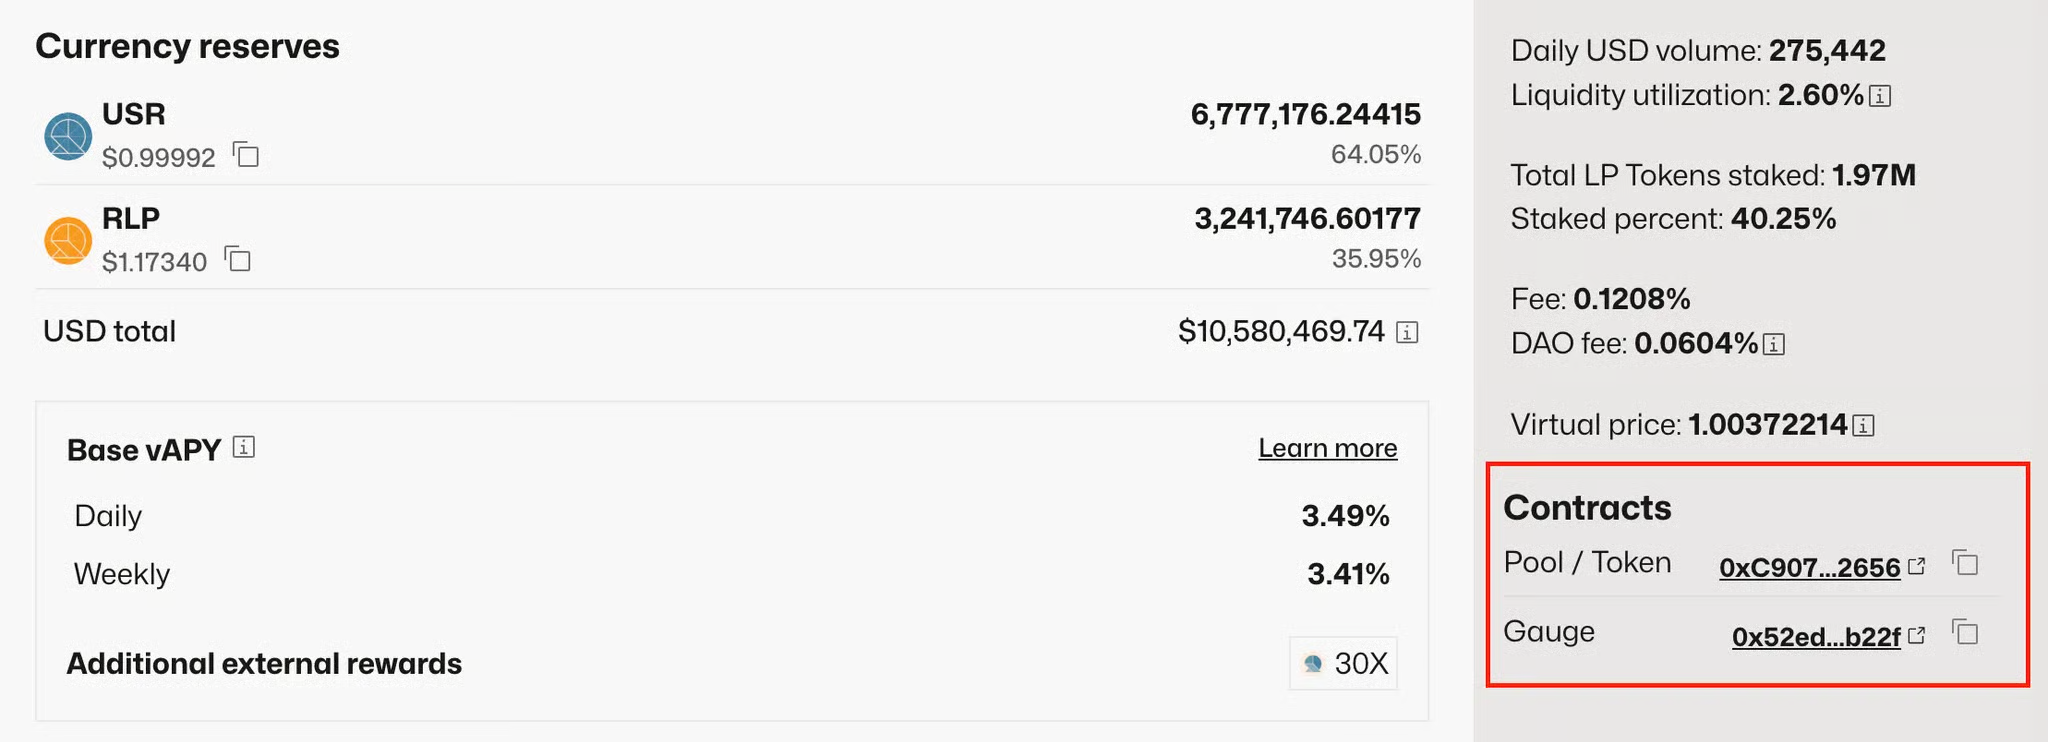 Currency reserves
USR
$0.99992
6,777,176.24415
64.05%
RLP
$1.17340
3,241,746.60177
35.95%
USD total
$10,580,469.74
Base vAPY
Learn more
Daily
3.49%
Weekly
3.41%
Additional external rewards
30X
Daily USD volume: 275,442
Liquidity utilization: 2.60%
Total LP Tokens staked: 1.97M
Staked percent: 40.25%
Fee: 0.1208%
DAO fee: 0.0604%
Virtual price: 1.00372214
Contracts
Pool / Token 0xC907...2656
Gauge 0x52ed...b22f